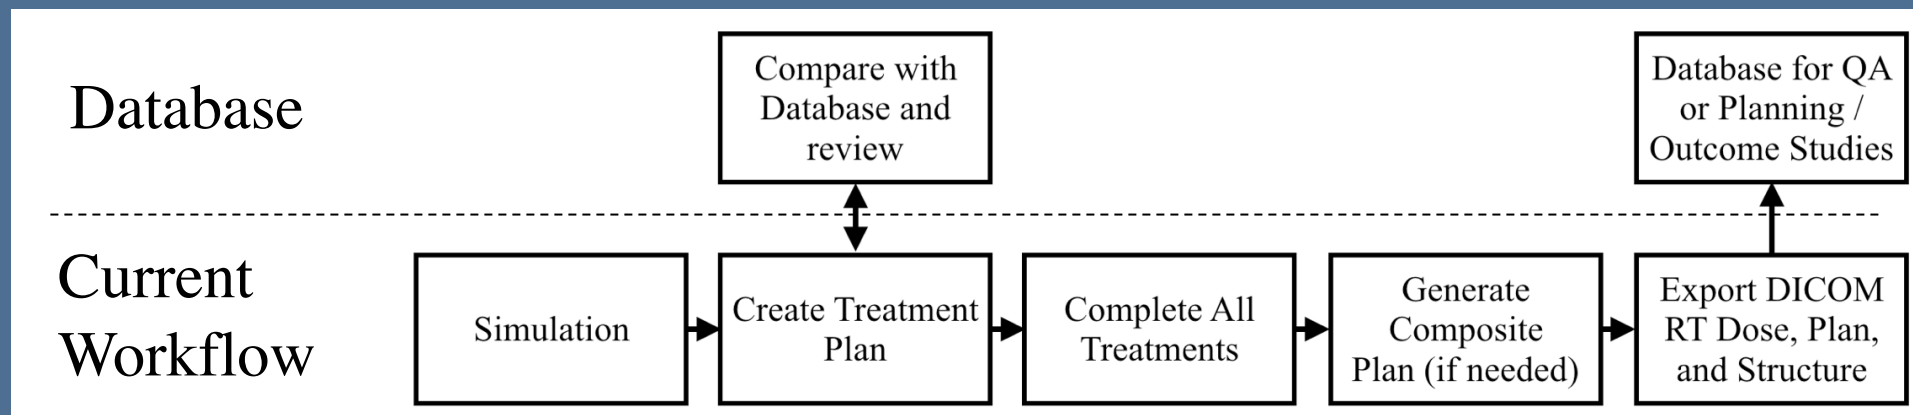 Database
Compare with
Database and
review
Database for QA
or Planning /
Outcome Studies
Current
Workflow
Simulation
Create Treatment
Plan
Complete All
Treatments
Generate
Composite
Plan (if needed)
Export DICOM
RT Dose, Plan,
and Structure